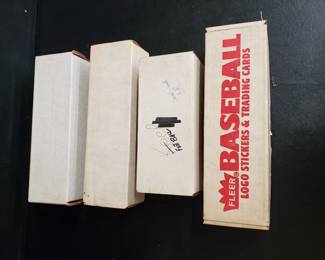 FLEER
BASEBALL
LOGO STICKERS & TRADING CARDS